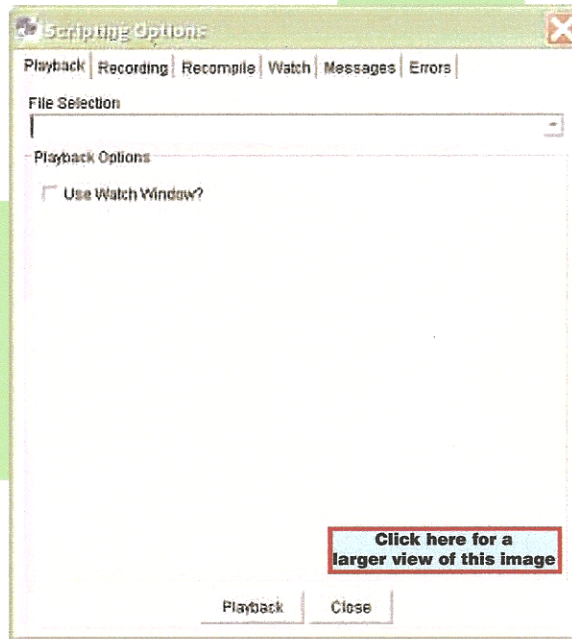 Scripting Options
Playback Recording Recompile Watch Messages Errors
File Selection
Playback Options
Use Watch Window?
Click here for a
larger view of this image
Playback Close